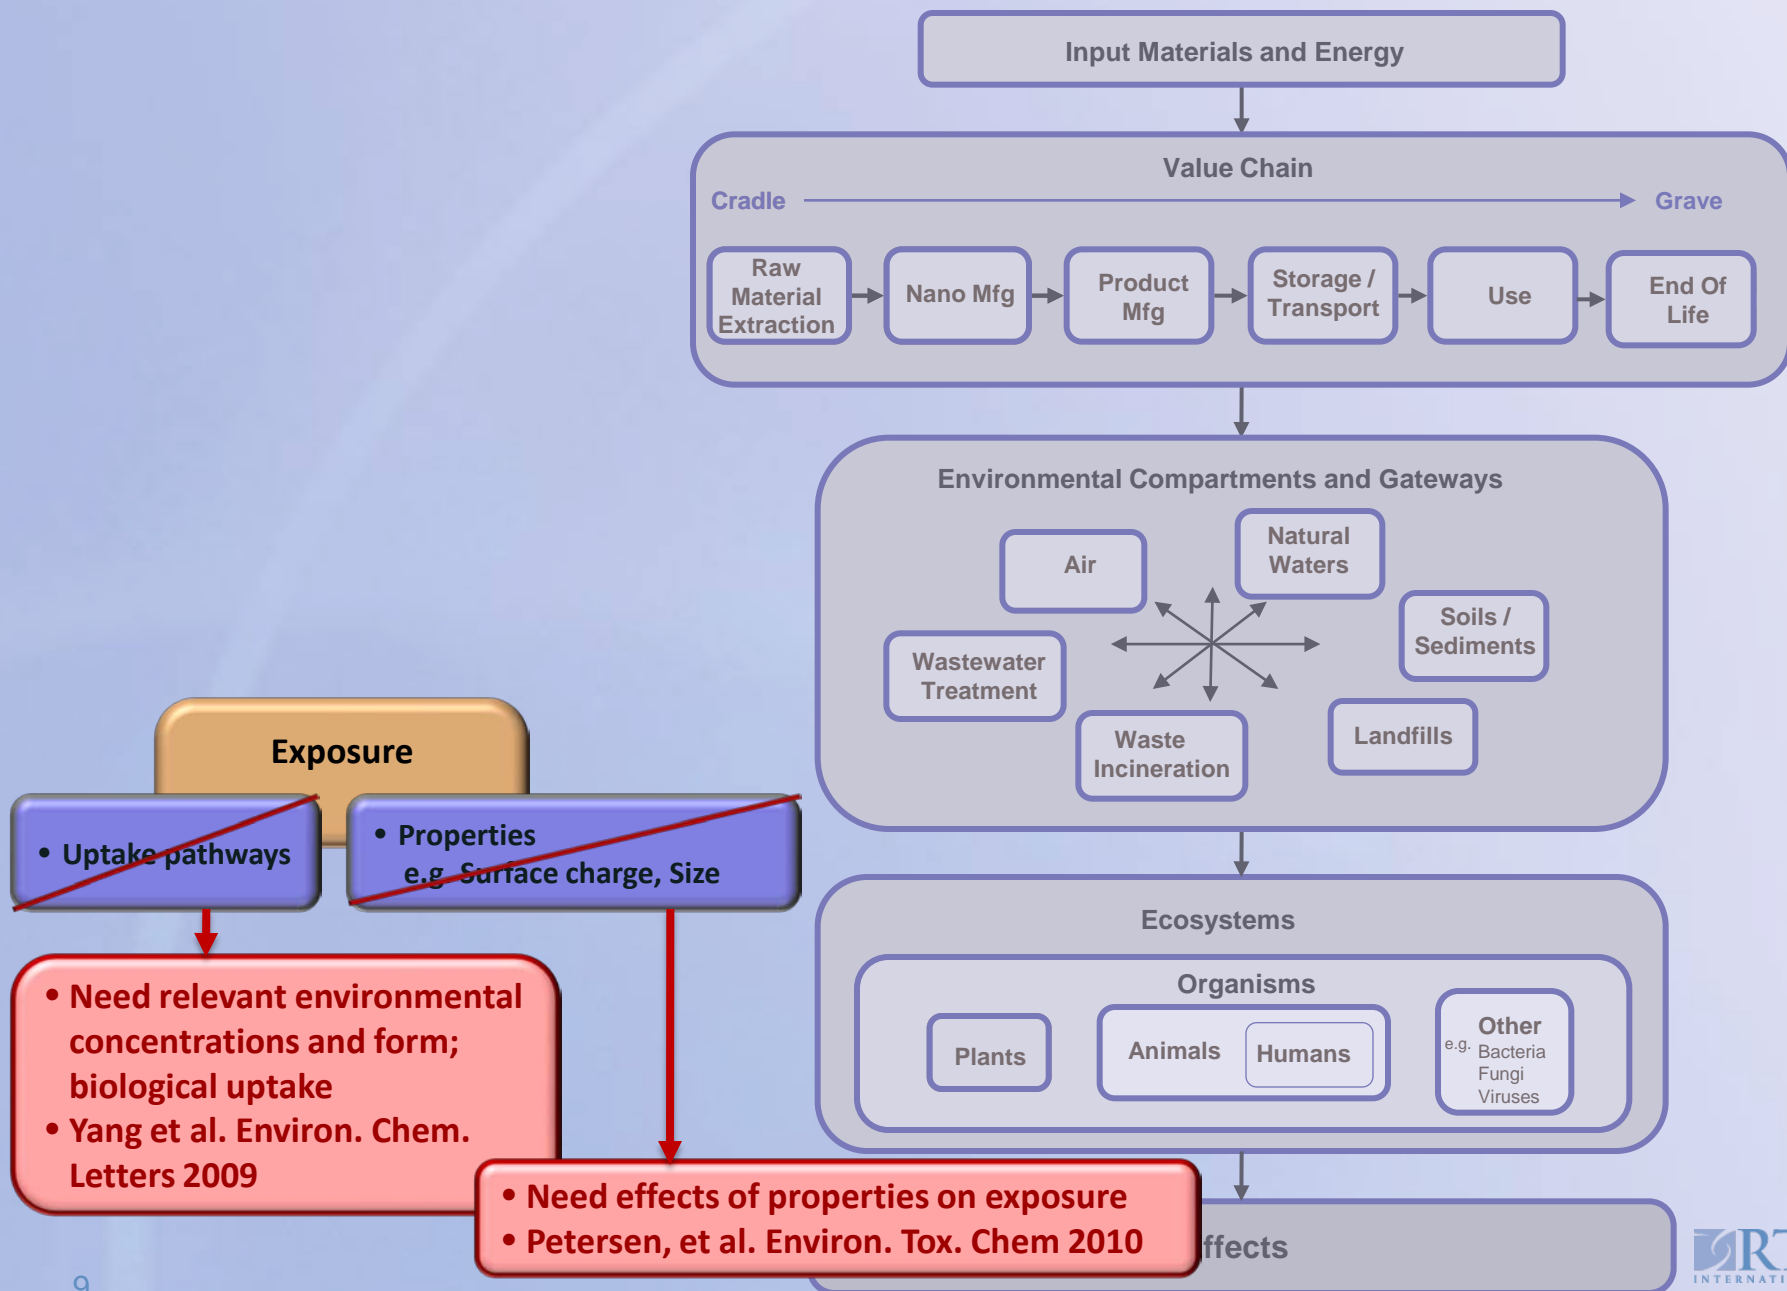 Input Materials and Energy
Value Chain
Cradle
Grave
Raw
Material
Extraction
Nano Mfg
Product
Mfg
Storage /
Transport
Use
End Of
Life
Environmental Compartments and Gateways
Air
Natural
Waters
Soils /
Sediments
Wastewater
Treatment
Waste
Incineration
Landfills
Exposure
• Uptake pathways
• Properties
e.g. Surface charge, Size
Ecosystems
Organisms
Plants
Animals
Humans
Other
e.g. Bacteria
Fungi
Viruses
• Need relevant environmental
concentrations and form;
biological uptake
• Yang et al. Environ. Chem.
Letters 2009
• Need effects of properties on exposure
• Petersen, et al. Environ. Tox. Chem 2010
ffects
9